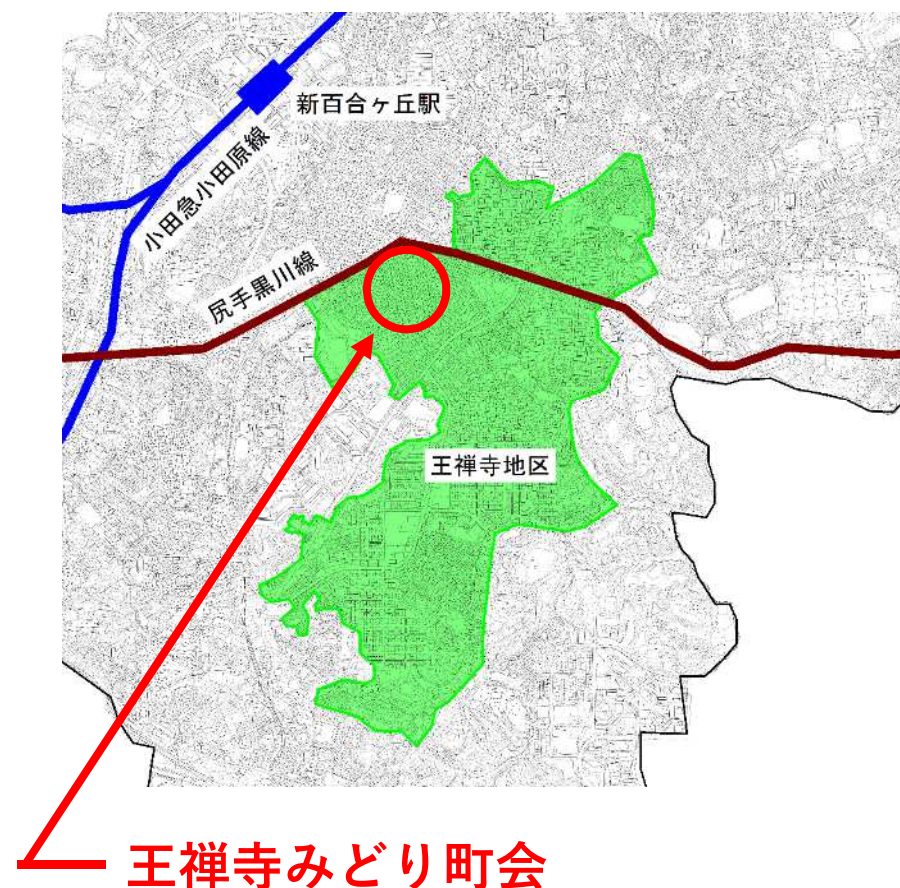 新百合ヶ丘駅
小田急小田原線
尻手黒川線
王禅寺地区
王禅寺みどり町会